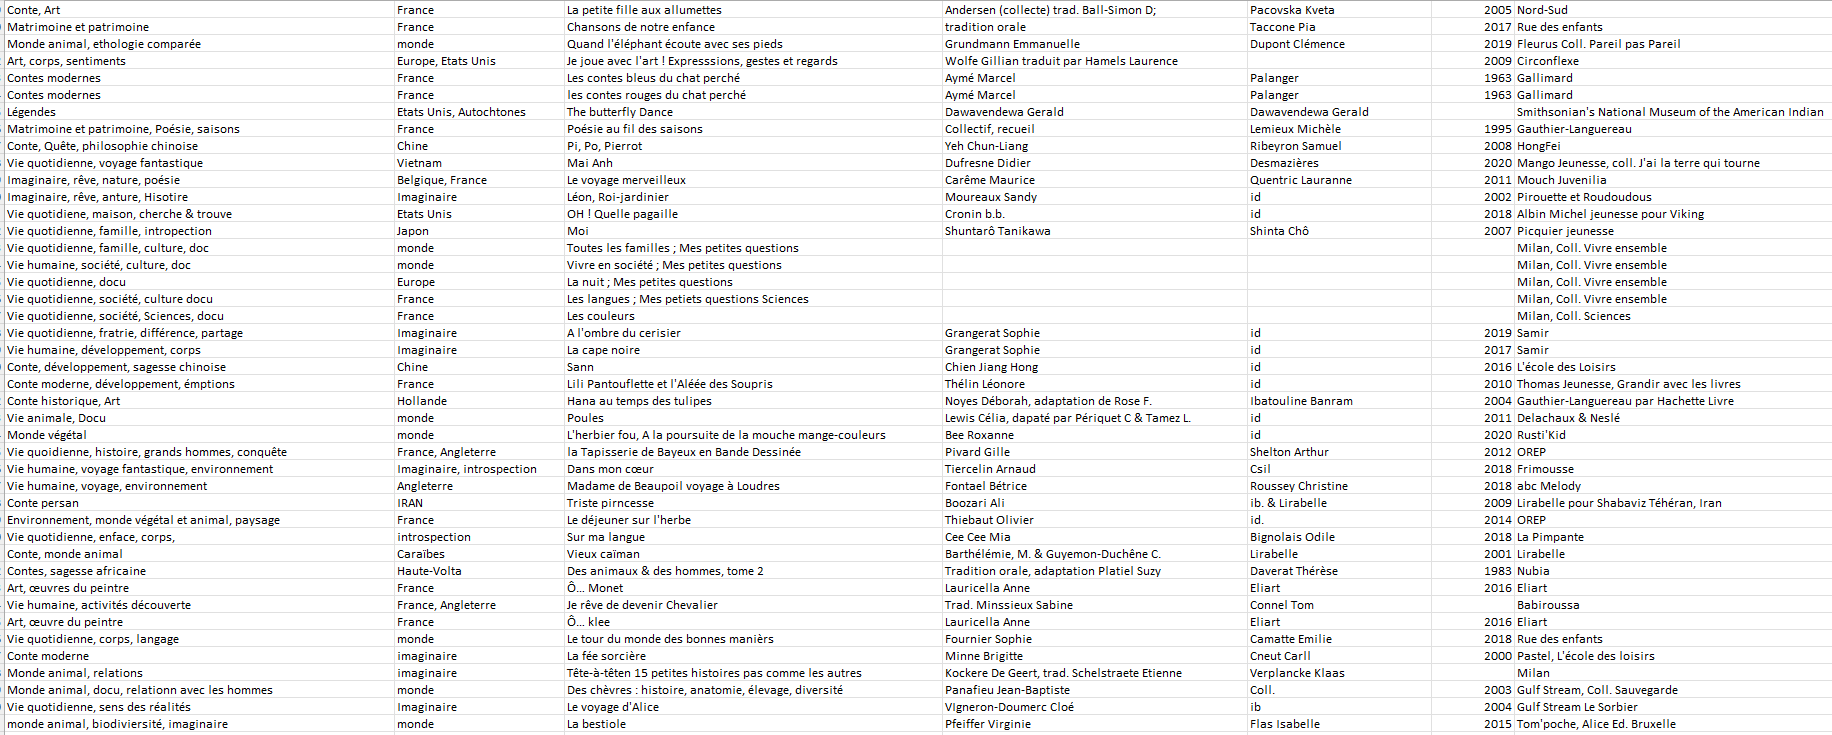 Conte, Art France La petite fille aux allumettes Andersen (collecte) trad. Ball-Simon D; Pacovska Kveta 2005 Nord-Sud
Matrimoine et patrimoine France Chansons de notre enfance tradition orale Taccone Pia 2017 Rue des enfants
Monde animal, ethologie comparée monde Quand l'éléphant écoute avec ses pieds Grundmann Emmanuelle Dupont Clémence 2019 Fleurus Coll. Pareil pas Pareil
Art, corps, sentiments Europe, Etats Unis Je joue avec l'art ! Expresssions, gestes et regards Wolfe Gillian traduit par Hamels Laurence 2009 Circonflexe
Contes modernes France Les contes bleus du chat perché Aymé Marcel Palanger 1963 Gallimard
Contes modernes France les contes rouges du chat perché Aymé Marcel Palanger 1963 Gallimard
Légendes Etats Unis, Autochtones The butterfly Dance Dawavendewa Gerald Dawavendewa Gerald Smithsonian's National Museum of the American Indian
Matrimoine et patrimoine, Poésie, saisons France Poésie au fil des saisons Collectif, recueil Lemieux Michèle 1995 Gauthier-Languereau
Conte, Quête, philosophie chinoise Chine Pi, Po, Pierrot Yeh Chun-Liang Ribeyron Samuel 2008 HongFei
Vie quotidienne, voyage fantastique Vietnam Mai Anh Dufresne Didier Desmazières 2020 Mango Jeunesse, coll. J'ai la terre qui tourne
Imaginaire, rêve, nature, poésie Belgique, France Le voyage merveilleux Carême Maurice Quentric Lauranne 2011 Mouch Juvenilia
Imaginaire, rêve, anture, Hisotire Imaginaire Léon, Roi-jardinier Moureaux Sandy id 2002 Pirouette et Roudoudous
Vie quotidiene, maison, cherche & trouve Etats Unis OH ! Quelle pagaille Cronin b.b. id 2018 Albin Michel jeunesse pour Viking
Vie quotidienne, famille, intropection Japon Moi Shuntarô Tanikawa Shinta Chô 2007 Picquier jeunesse
Vie quotidienne, famille, culture, doc monde Toutes les familles ; Mes petites questions Milan, Coll. Vivre ensemble
Vie humaine, société, culture, doc monde Vivre en société ; Mes petites questions Milan, Coll. Vivre ensemble
Vie quotidienne, docu Europe La nuit ; Mes petites questions Milan, Coll. Vivre ensemble
Vie quotidienne, société, culture docu France Les langues ; Mes petiets questions Sciences Milan, Coll. Vivre ensemble
Vie quotidienne, société, Sciences, docu France Les couleurs Milan, Coll. Sciences
Vie quotidienne, fratrie, différence, partage Imaginaire A l'ombre du cerisier Grangerat Sophie id 2019 Samir
Vie humaine, développement, corps Imaginaire La cape noire Grangerat Sophie id 2017 Samir
Conte, développement, sagesse chinoise Chine Sann Chien Jiang Hong id 2016 L'école des Loisirs
Conte moderne, développement, émptions France Lili Pantouflette et l'Aléée des Soupris Thélin Léonore id 2010 Thomas Jeunesse, Grandir avec les livres
Conte historique, Art Hollande Hana au temps des tulipes Noyes Déborah, adaptation de Rose F. Ibatouline Banram 2004 Gauthier-Languereau par Hachette Livre
Vie animale, Docu monde Poules Lewis Célia, dapaté par Périquet C & Tamez L. id 2011 Delachaux & Neslé
Monde végétal monde L'herbier fou, A la poursuite de la mouche mange-couleurs Bee Roxanne id 2020 Rusti'Kid
Vie quoidienne, histoire, grands hommes, conquête France, Angleterre la Tapisserie de Bayeux en Bande Dessinée Pivard Gille Shelton Arthur 2012 OREP
Vie humaine, voyage fantastique, environnement Imaginaire, introspection Dans mon cœur Tiercelin Arnaud Csil 2018 Frimousse
Vie humaine, voyage, environnement Angleterre Madame de Beaupoil voyage à Loudres Fontael Bétrice Roussey Christine 2018 abc Melody
Conte persan IRAN Triste pirncesse Boozari Ali ib. & Lirabelle 2009 Lirabelle pour Shabaviz Téhéran, Iran
Environnement, monde végétal et animal, paysage France Le déjeuner sur l'herbe Thiebaut Olivier id. 2014 OREP
Vie quotidienne, enface, corps, introspection Sur ma langue Cee Cee Mia Bignolais Odile 2018 La Pimpante
Conte, monde animal Caraïbes Vieux caïman Barthélémie, M. & Guyemon-Duchêne C. Lirabelle 2001 Lirabelle
Contes, sagesse africaine Haute-Volta Des animaux & des hommes, tome 2 Tradition orale, adaptation Platiel Suzy Daverat Thérèse 1983 Nubia
Art, œuvres du peintre France Ô... Monet Lauricella Anne Eliart 2016 Eliart
Vie humaine, activités découverte France, Angleterre Je rêve de devenir Chevalier Trad. Minssieux Sabine Connel Tom Babiroussa
Art, œuvre du peintre France Ô... klee Lauricella Anne Eliart 2016 Eliart
Vie quotidienne, corps, langage monde Le tour du monde des bonnes manièrs Fournier Sophie Camatte Emilie 2018 Rue des enfants
Conte moderne imaginaire La fée sorcière Minne Brigitte Cneut Carll 2000 Pastel, L'école des loisirs
Monde animal, relations imaginaire Tête-à-têten 15 petites histoires pas comme les autres Kockere De Geert, trad. Schelstraete Etienne Verplancke Klaas Milan
Monde animal, docu, relationn avec les hommes monde Des chèvres : histoire, anatomie, élevage, diversité Panafieu Jean-Baptiste Coll. 2003 Gulf Stream, Coll. Sauvegarde
Vie quotidienne, sens des réalités Imaginaire Le voyage d'Alice VIgneron-Doumerc Cloé ib 2004 Gulf Stream Le Sorbier
monde animal, biodiviersité, imaginaire monde La bestiole Pfeiffer Virginie Flas Isabelle 2015 Tom'poche, Alice Ed. Bruxelle